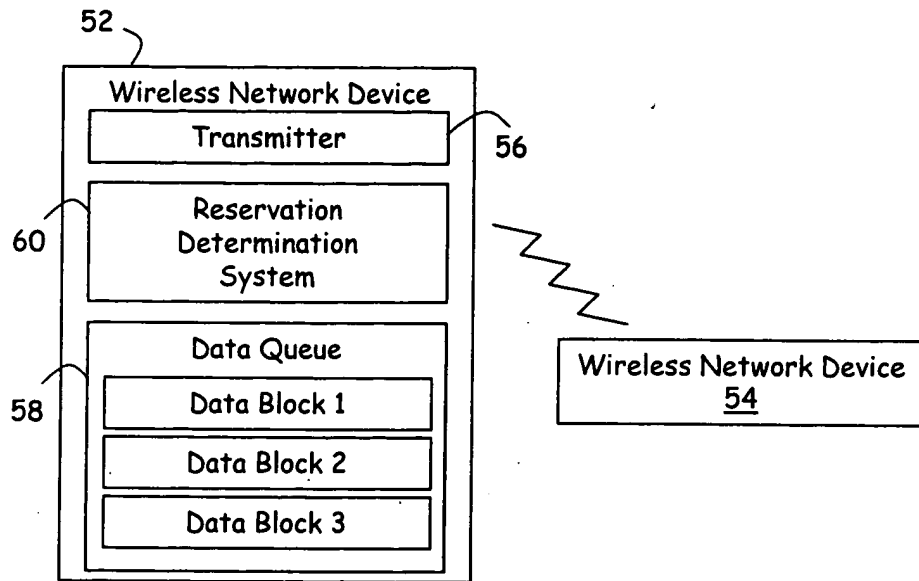 52
Wireless Network Device
Transmitter
56
Reservation
Determination
System
60
Data Queue
58
Data Block 1
Data Block 2
Data Block 3
Wireless Network Device
54